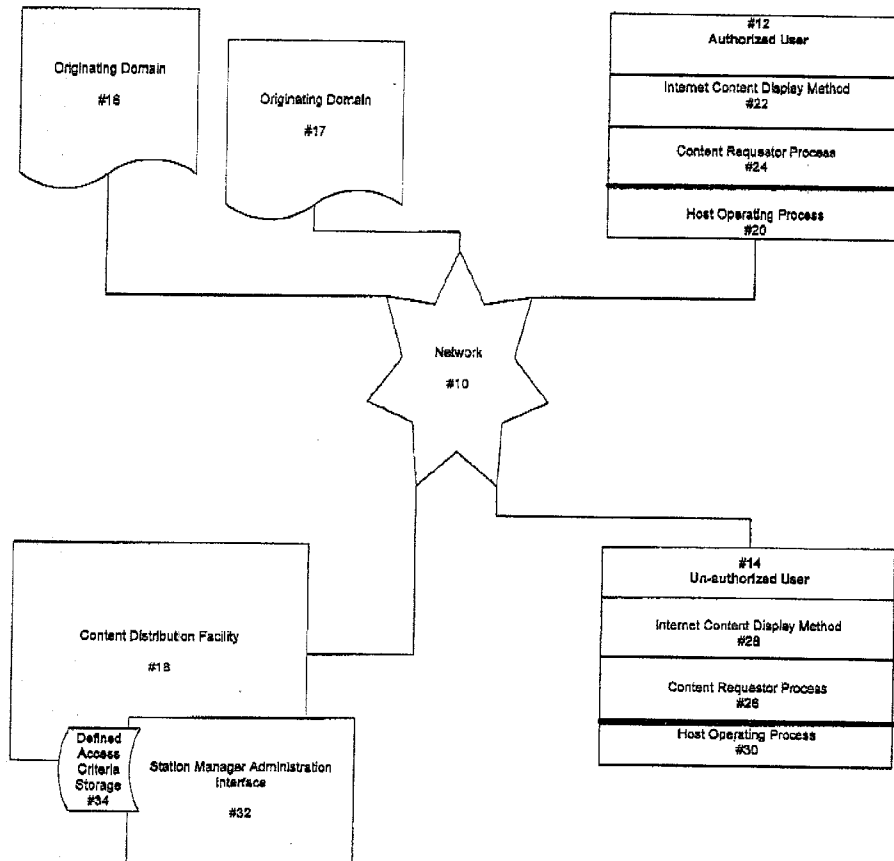 Originating Domain
#16
Originating Domain
#17
#12
Authorized User
Internet Content Display Method
#22
Content Requestor Process
#24
Host Operating Process
#20
Network
#10
Content Distribution Facility
#18
Defined
Access
Criteria
Storage
#34
Station Manager Administration
Interface
#32
#14
Un-authorized User
Internet Content Display Method
#28
Content Requestor Process
#26
Host Operating Process
#30